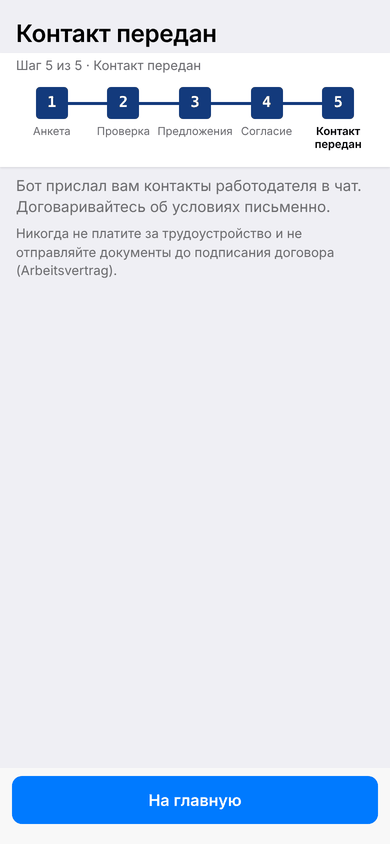 Контакт передан
Шаг 5 из 5 · Контакт передан
1 2 3 4 5
Анкета Проверка Предложения Согласие Контакт передан
Бот прислал вам контакты работодателя в чат.
Договаривайтесь об условиях письменно.
Никогда не платите за трудоустройство и не
отправляйте документы до подписания договора
(Arbeitsvertrag).
На главную